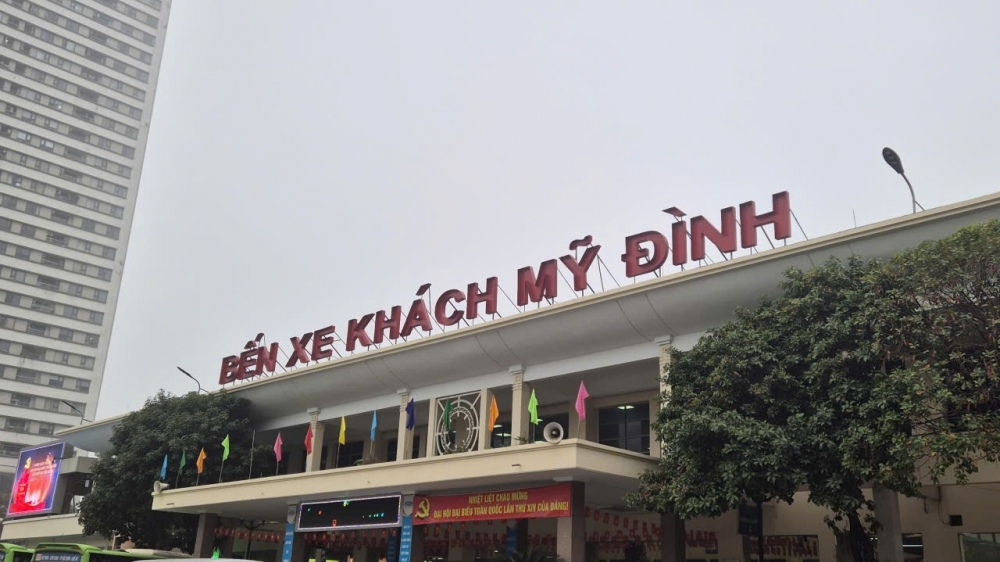 BẾN XE KHÁCH MỸ ĐÌNH
NHIỆT LIỆT CHÀO MỪNG
ĐẠI HỘI ĐẠI BIỂU TOÀN QUỐC LẦN THỨ XIV CỦA ĐẢNG!